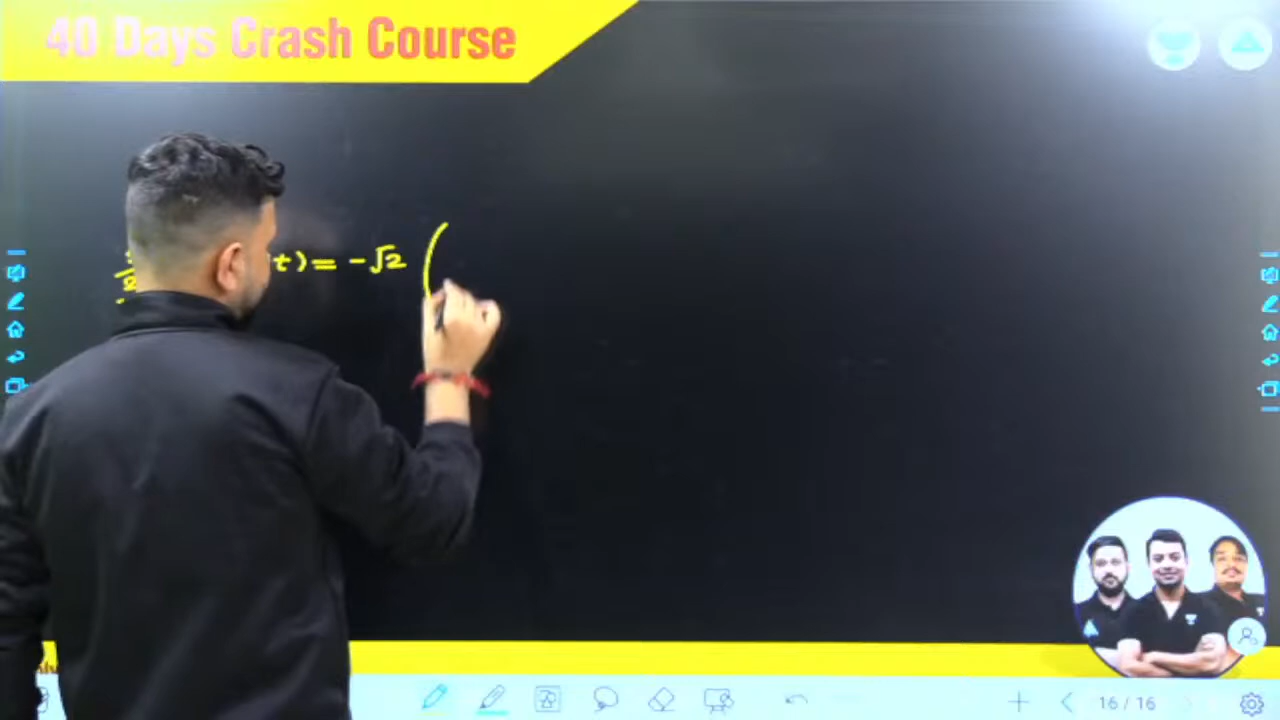 40 Days Crash Course
t) = -√2 (
16 / 16